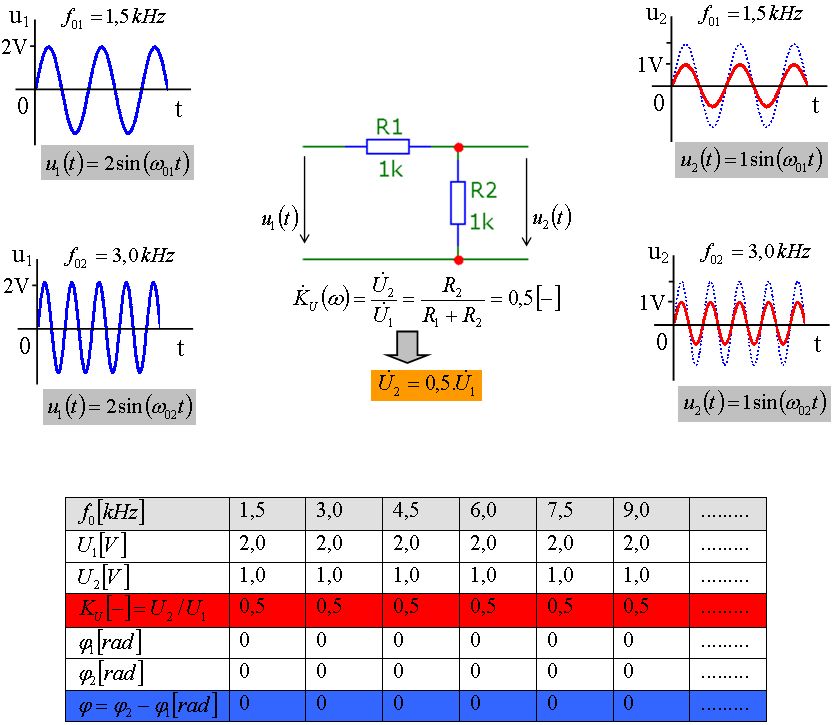 u₁ f₀₁ = 1,5 kHz
2V
0 t
u₁(t) = 2sin(ω₀₁t)
u₂ f₀₁ = 1,5 kHz
1V
0 t
u₂(t) = 1sin(ω₀₁t)
R1
1k
R2
1k
u₁(t)
u₂(t)
u₁ f₀₂ = 3,0 kHz
2V
0 t
u₁(t) = 2sin(ω₀₂t)
u₂ f₀₂ = 3,0 kHz
1V
0 t
u₂(t) = 1sin(ω₀₂t)
K̇_U(ω) = U̇₂/U̇₁ = R₂/(R₁ + R₂) = 0,5[−]
U̇₂ = 0,5.U̇₁
f₀[kHz] 1,5 3,0 4,5 6,0 7,5 9,0 .........
U₁[V] 2,0 2,0 2,0 2,0 2,0 2,0 .........
U₂[V] 1,0 1,0 1,0 1,0 1,0 1,0 .........
K_U[−] = U₂/U₁ 0,5 0,5 0,5 0,5 0,5 0,5 .........
φ₁[rad] 0 0 0 0 0 0 .........
φ₂[rad] 0 0 0 0 0 0 .........
φ = φ₂ − φ₁[rad] 0 0 0 0 0 0 .........